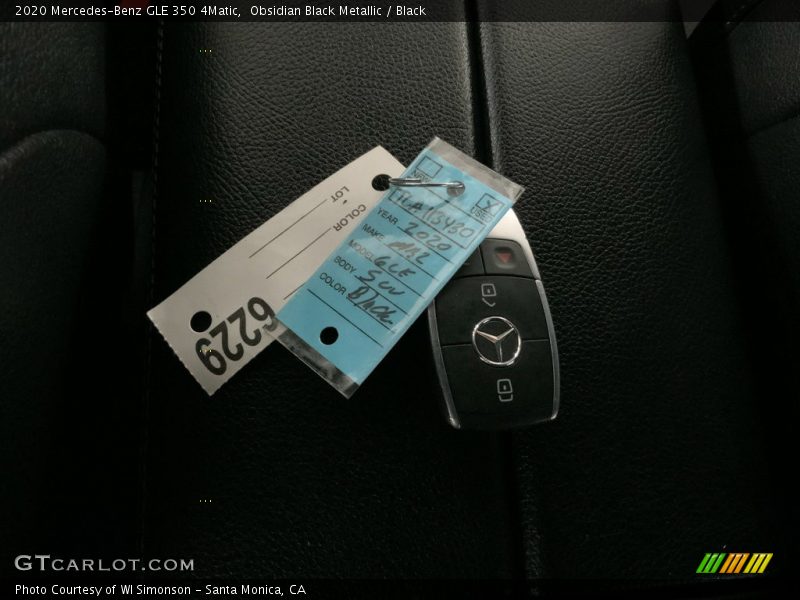 2020 Mercedes-Benz GLE 350 4Matic, Obsidian Black Metallic / Black
LOT
COLOR
6229
USED
YEAR 2020
MAKE
MODEL GLE
BODY SUV
COLOR Black
GTCARLOT.COM
Photo Courtesy of WI Simonson - Santa Monica, CA